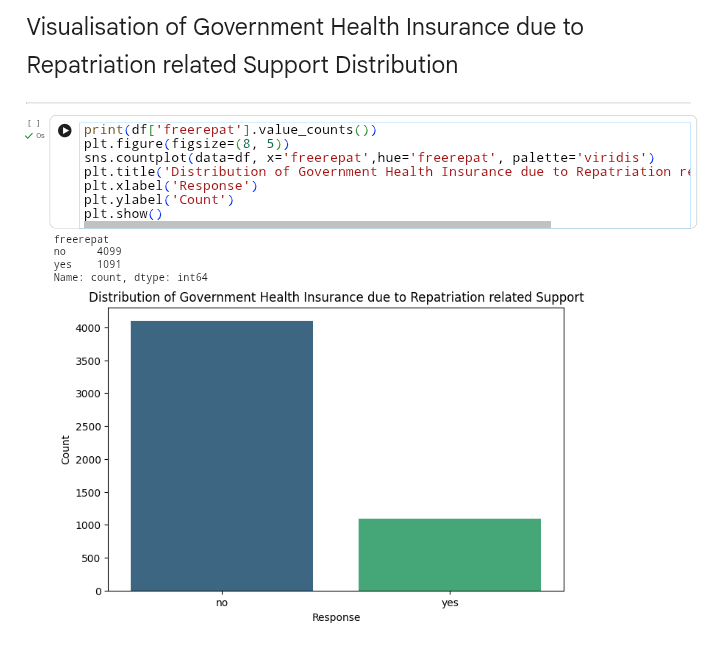 Visualisation of Government Health Insurance due to
Repatriation related Support Distribution
[ ]
0s
print(df['freerepat'].value_counts())
plt.figure(figsize=(8, 5))
sns.countplot(data=df, x='freerepat',hue='freerepat', palette='viridis')
plt.title('Distribution of Government Health Insurance due to Repatriation re
plt.xlabel('Response')
plt.ylabel('Count')
plt.show()
freerepat
no 4099
yes 1091
Name: count, dtype: int64
Distribution of Government Health Insurance due to Repatriation related Support
4000
3500
3000
2500
2000
1500
1000
500
0
Count
no yes
Response